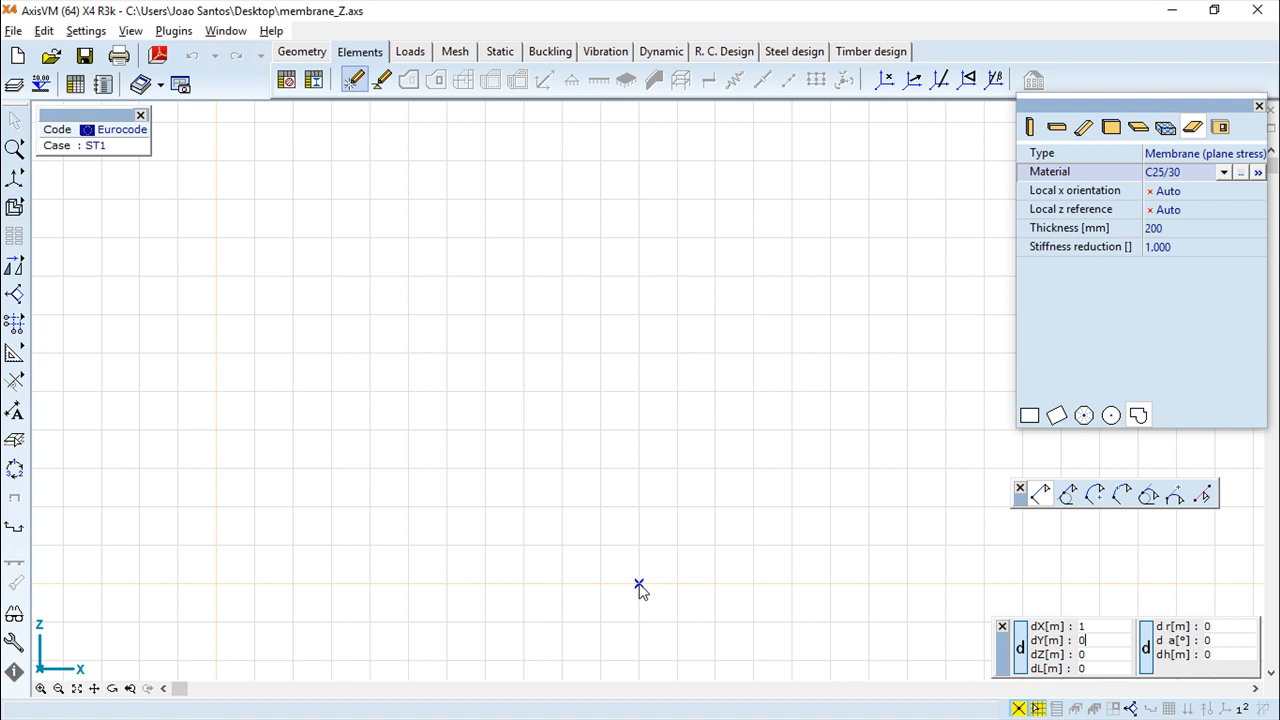 AxisVM (64) X4 R3k - C:\Users\Joao Santos\Desktop\membrane_Z.axs
File Edit Settings View Plugins Window Help
Geometry Elements Loads Mesh Static Buckling Vibration Dynamic R. C. Design Steel design Timber design
Code Eurocode
Case : ST1
Type Membrane (plane stress)
Material C25/30
Local x orientation Auto
Local z reference Auto
Thickness [mm] 200
Stiffness reduction [] 1.000
dX[m] : 1 d r[m] : 0
dY[m] : 0 d a[°] : 0
dZ[m] : 0 dh[m] : 0
dL[m] : 0
Z
X